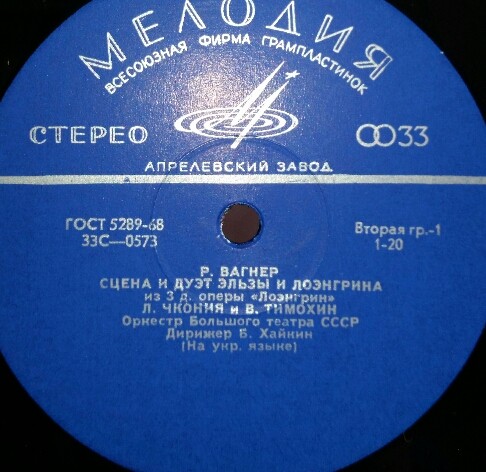 МЕЛОДИЯ
ВСЕСОЮЗНАЯ ФИРМА ГРАМПЛАСТИНОК
СТЕРЕО
33
АПРЕЛЕВСКИЙ ЗАВОД
ГОСТ 5289-68
33С—0573
Вторая гр.-1
1-20
Р. ВАГНЕР
СЦЕНА И ДУЭТ ЭЛЬЗЫ И ЛОЭНГРИНА
из 3 д. оперы «Лоэнгрин»
Л. ЧКОНИЯ и В. ТИМОХИН
Оркестр Большого театра СССР
Дирижер Б. Хайкин
(На укр. языке)